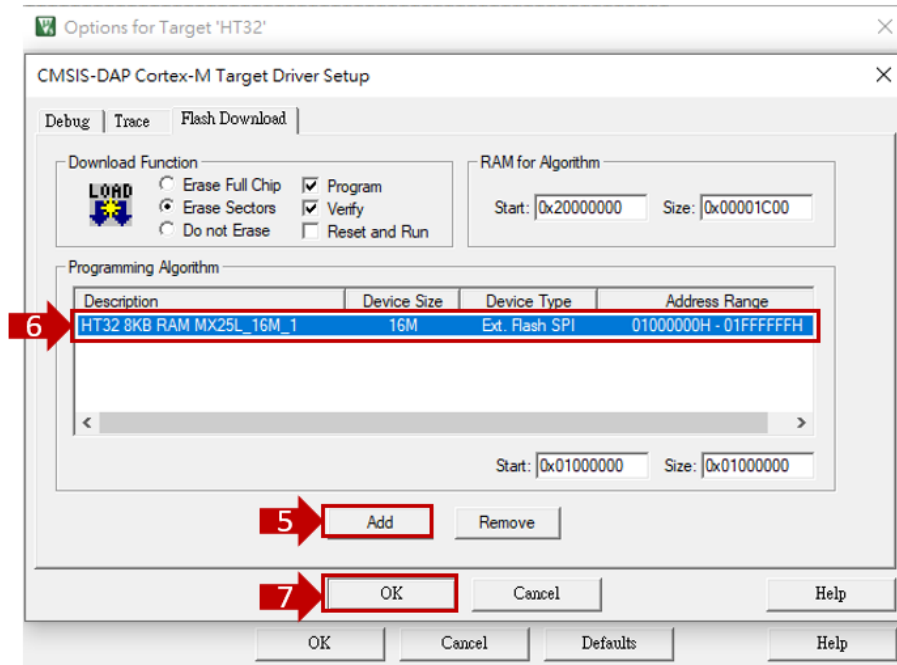 Options for Target 'HT32'
CMSIS-DAP Cortex-M Target Driver Setup
Debug Trace Flash Download
Download Function
LOAD
Erase Full Chip Program
Erase Sectors Verify
Do not Erase Reset and Run
RAM for Algorithm
Start: 0x20000000 Size: 0x00001C00
Programming Algorithm
Description Device Size Device Type Address Range
6 HT32 8KB RAM MX25L_16M_1 16M Ext. Flash SPI 01000000H - 01FFFFFFH
Start: 0x01000000 Size: 0x01000000
5 Add Remove
7 OK Cancel Help
OK Cancel Defaults Help